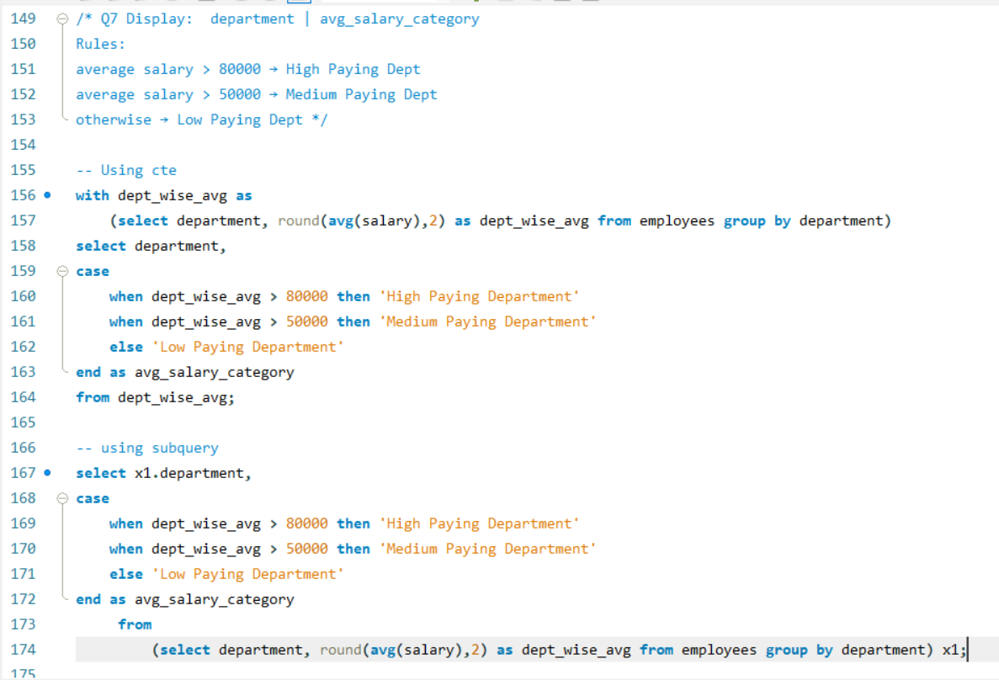 149 /* Q7 Display:  department | avg_salary_category
150 Rules:
151 average salary > 80000 → High Paying Dept
152 average salary > 50000 → Medium Paying Dept
153 otherwise → Low Paying Dept */
154
155 -- Using cte
156 with dept_wise_avg as
157     (select department, round(avg(salary),2) as dept_wise_avg from employees group by department)
158 select department,
159 case
160     when dept_wise_avg > 80000 then 'High Paying Department'
161     when dept_wise_avg > 50000 then 'Medium Paying Department'
162     else 'Low Paying Department'
163 end as avg_salary_category
164 from dept_wise_avg;
165
166 -- using subquery
167 select x1.department,
168 case
169     when dept_wise_avg > 80000 then 'High Paying Department'
170     when dept_wise_avg > 50000 then 'Medium Paying Department'
171     else 'Low Paying Department'
172 end as avg_salary_category
173      from
174          (select department, round(avg(salary),2) as dept_wise_avg from employees group by department) x1;
175